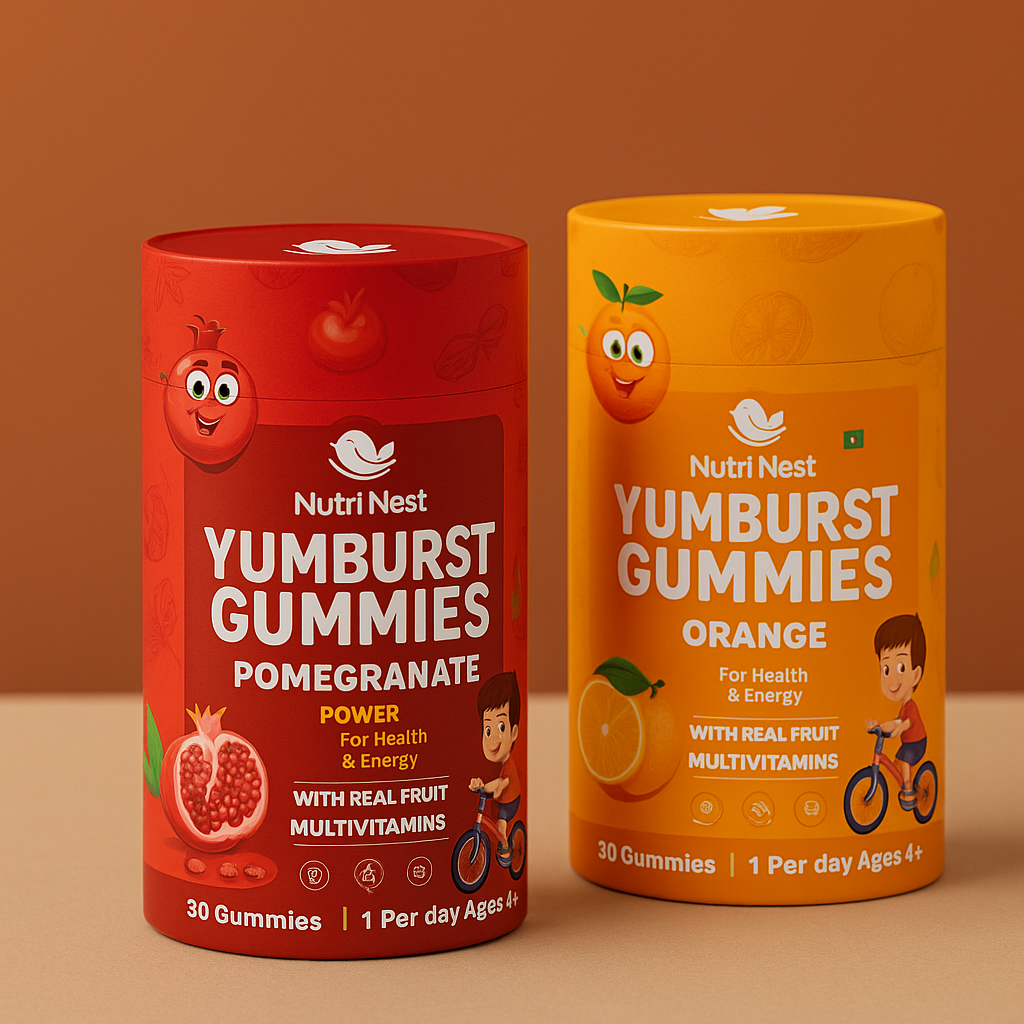 Nutri Nest
YUMBURST
GUMMIES
POMEGRANATE
POWER
For Health
& Energy
WITH REAL FRUIT
MULTIVITAMINS
30 Gummies | 1 Per day Ages 4+
Nutri Nest
YUMBURST
GUMMIES
ORANGE
For Health
& Energy
WITH REAL FRUIT
MULTIVITAMINS
30 Gummies | 1 Per day Ages 4+